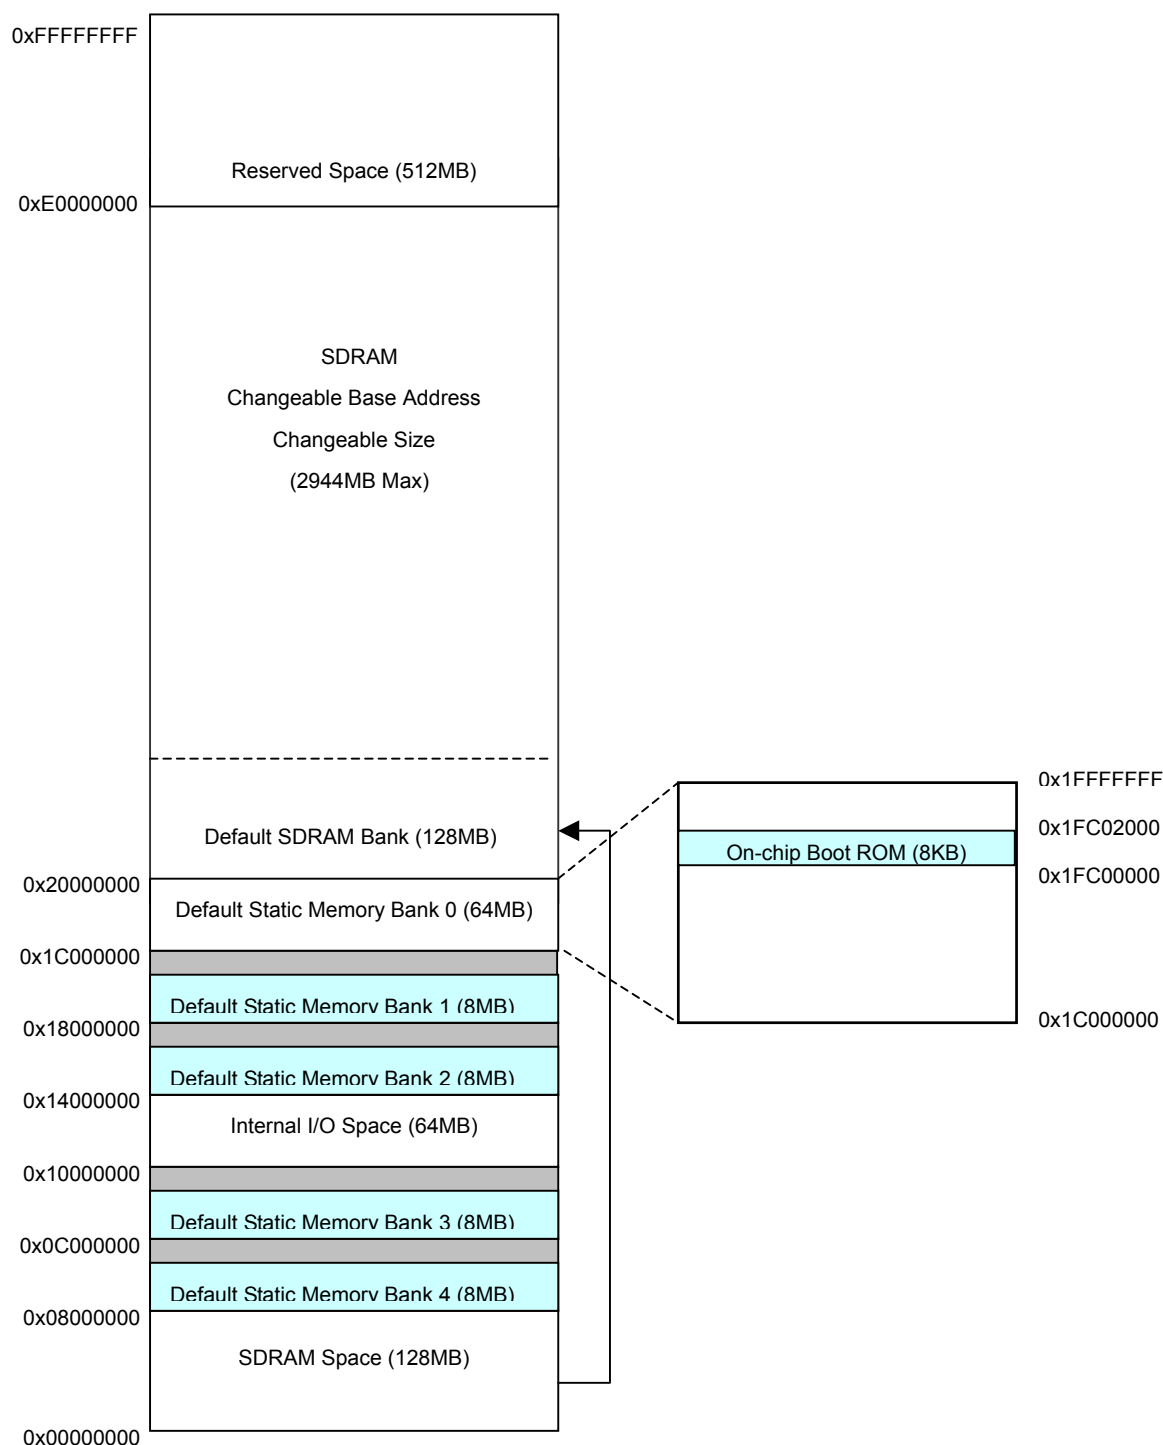 0xFFFFFFFF
Reserved Space (512MB)
0xE0000000
SDRAM
Changeable Base Address
Changeable Size
(2944MB Max)
Default SDRAM Bank (128MB)
0x20000000
Default Static Memory Bank 0 (64MB)
0x1C000000
Default Static Memory Bank 1 (8MB)
0x18000000
Default Static Memory Bank 2 (8MB)
0x14000000
Internal I/O Space (64MB)
0x10000000
Default Static Memory Bank 3 (8MB)
0x0C000000
Default Static Memory Bank 4 (8MB)
0x08000000
SDRAM Space (128MB)
0x00000000
0x1FFFFFFF
0x1FC02000
On-chip Boot ROM (8KB)
0x1FC00000
0x1C000000